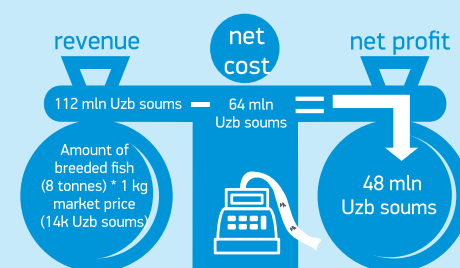 revenue
net
cost
net profit
112 mln Uzb soums – 64 mln
Uzb soums =
Amount of
breeded fish
(8 tonnes) * 1 kg
market price
(14k Uzb soums)
48 mln
Uzb soums